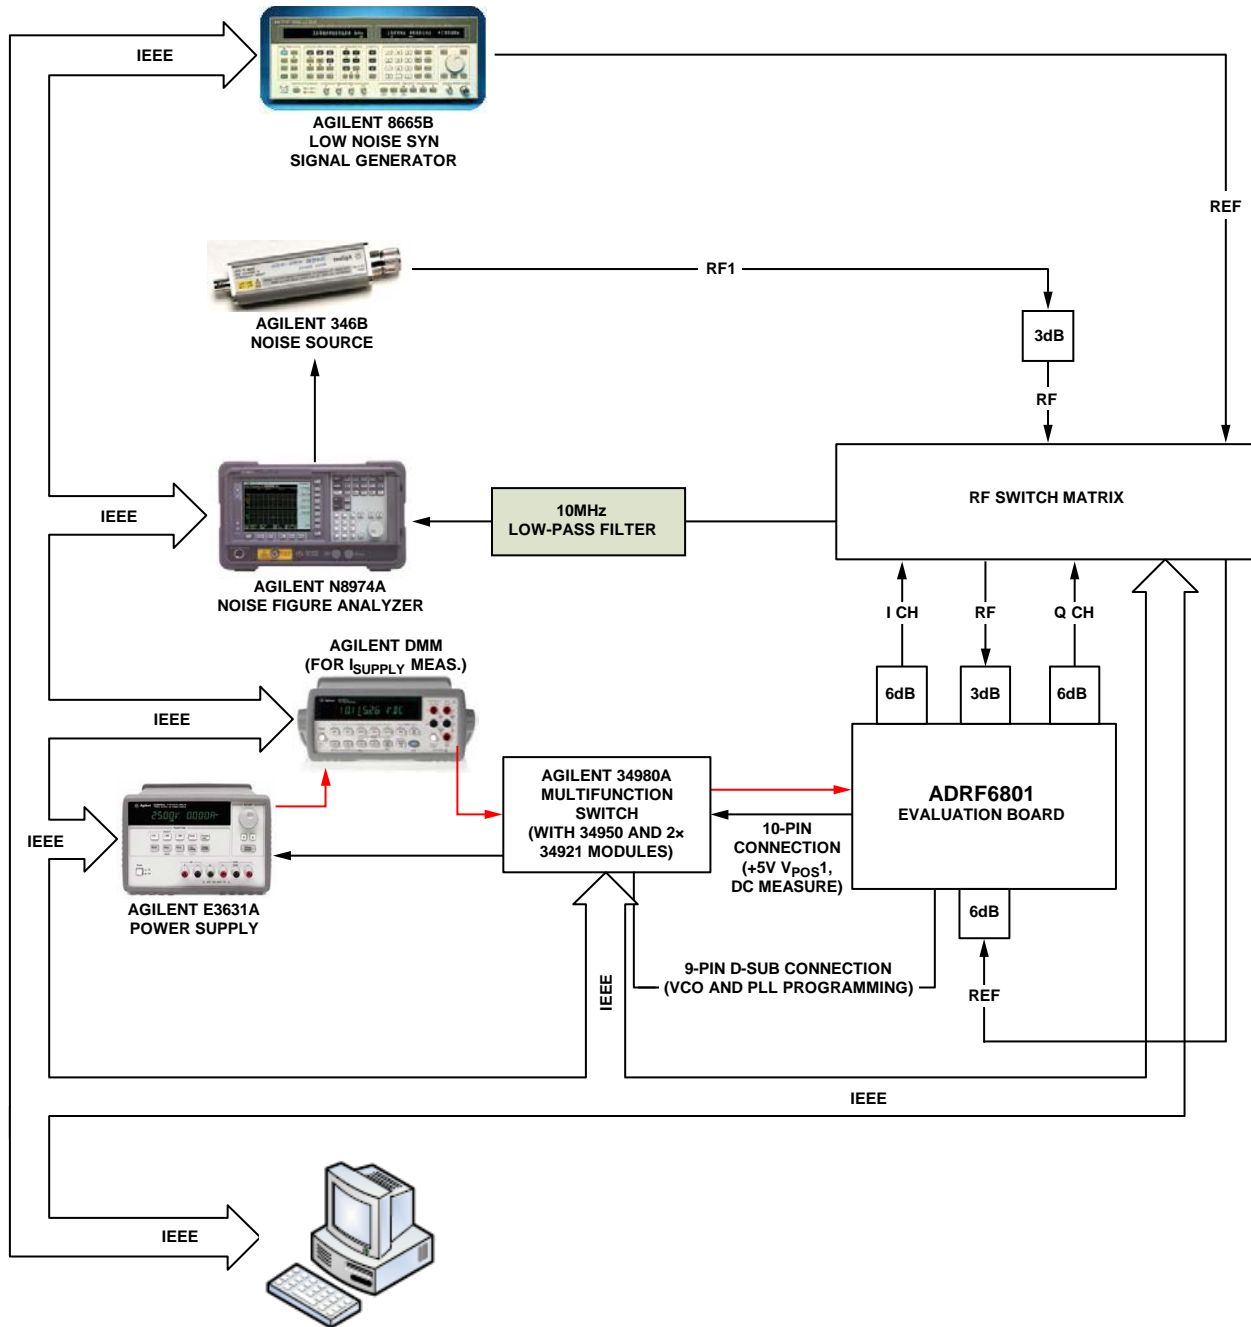 IEEE
AGILENT 8665B
LOW NOISE SYN
SIGNAL GENERATOR
REF
RF1
AGILENT 346B
NOISE SOURCE
3dB
RF
IEEE
10MHz
LOW-PASS FILTER
RF SWITCH MATRIX
AGILENT N8974A
NOISE FIGURE ANALYZER
I CH
RF
Q CH
AGILENT DMM
(FOR ISUPPLY MEAS.)
6dB
3dB
6dB
IEEE
AGILENT 34980A
MULTIFUNCTION
SWITCH
(WITH 34950 AND 2×
34921 MODULES)
ADRF6801
EVALUATION BOARD
10-PIN
CONNECTION
(+5V VPOS1,
DC MEASURE)
IEEE
AGILENT E3631A
POWER SUPPLY
6dB
9-PIN D-SUB CONNECTION
(VCO AND PLL PROGRAMMING)
IEEE
REF
IEEE
IEEE